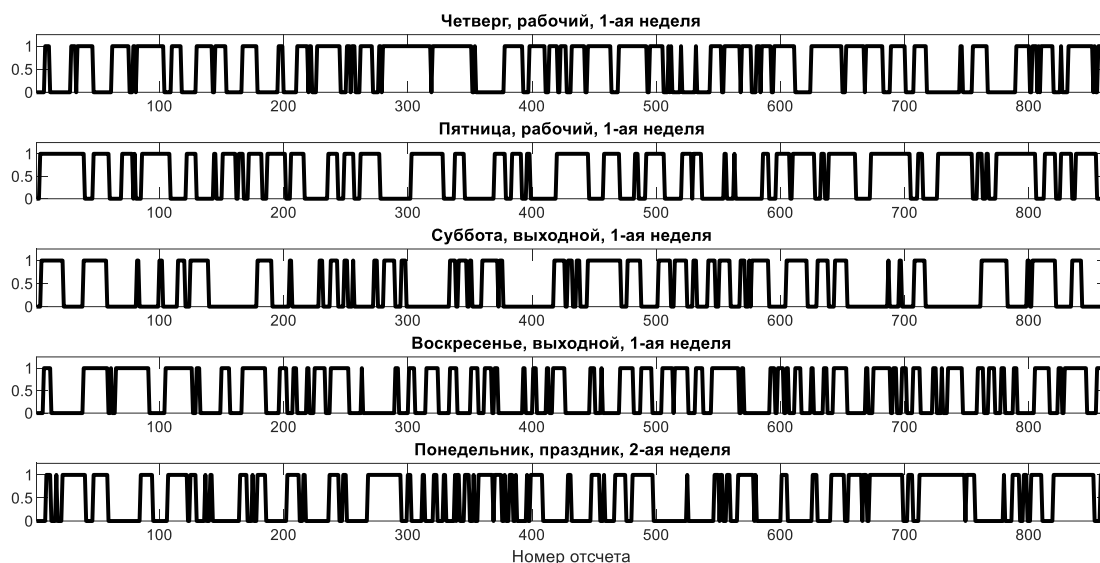 Четверг, рабочий, 1-ая неделя
1
0.5
0
100 200 300 400 500 600 700 800
Пятница, рабочий, 1-ая неделя
1
0.5
0
100 200 300 400 500 600 700 800
Суббота, выходной, 1-ая неделя
1
0.5
0
100 200 300 400 500 600 700 800
Воскресенье, выходной, 1-ая неделя
1
0.5
0
100 200 300 400 500 600 700 800
Понедельник, праздник, 2-ая неделя
1
0.5
0
100 200 300 400 500 600 700 800
Номер отсчета